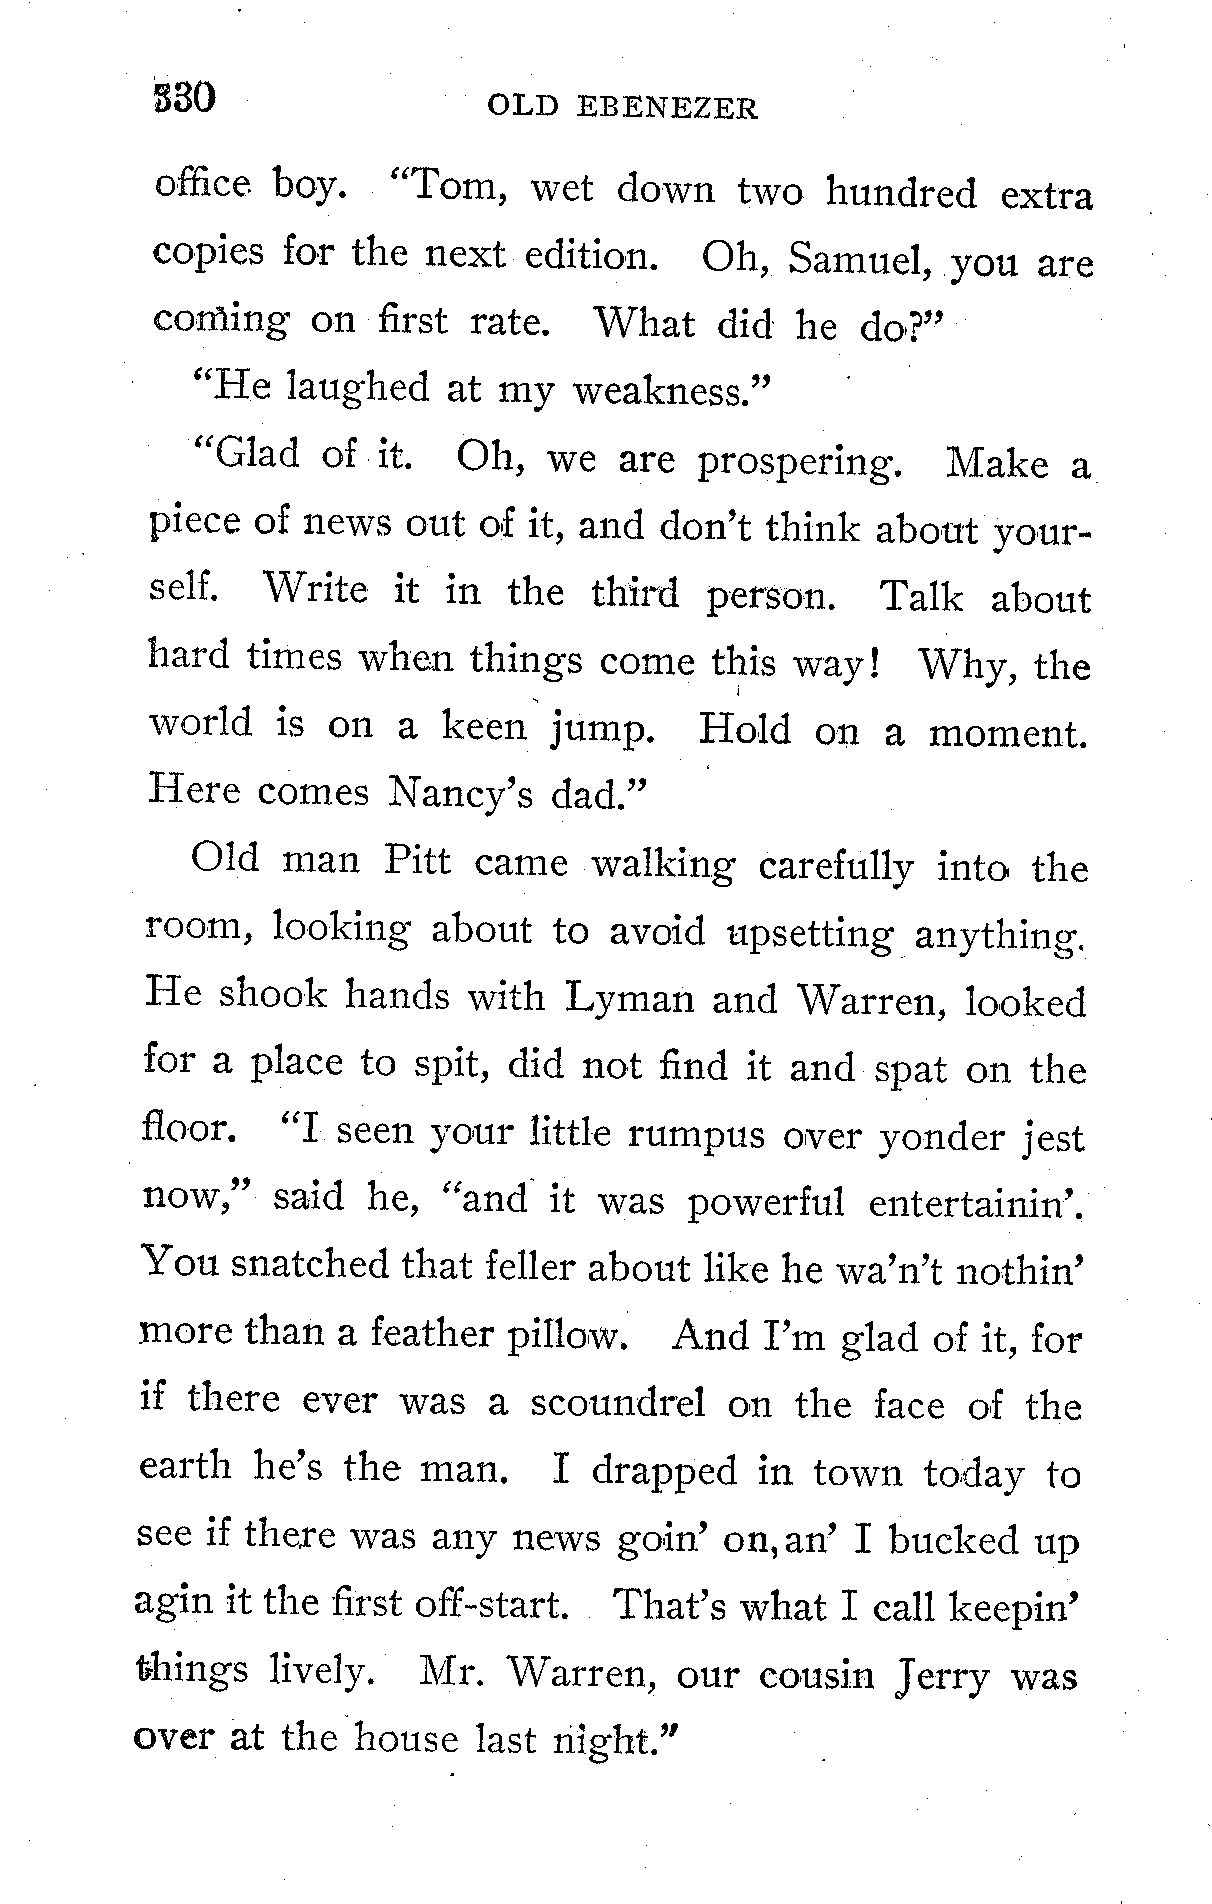 330 OLD EBENEZER
office boy. “Tom, wet down two hundred extra
copies for the next edition. Oh, Samuel, you are
coming on first rate. What did he do?”
“He laughed at my weakness.”
“Glad of it. Oh, we are prospering. Make a
piece of news out of it, and don’t think about your-
self. Write it in the third person. Talk about
hard times when things come this way! Why, the
world is on a keen jump. Hold on a moment.
Here comes Nancy’s dad.”
Old man Pitt came walking carefully into the
room, looking about to avoid upsetting anything.
He shook hands with Lyman and Warren, looked
for a place to spit, did not find it and spat on the
floor. “I seen your little rumpus over yonder jest
now,” said he, “and it was powerful entertainin’.
You snatched that feller about like he wa’n’t nothin’
more than a feather pillow. And I’m glad of it, for
if there ever was a scoundrel on the face of the
earth he’s the man. I drapped in town today to
see if there was any news goin’ on, an’ I bucked up
agin it the first off-start. That’s what I call keepin’
things lively. Mr. Warren, our cousin Jerry was
over at the house last night.”